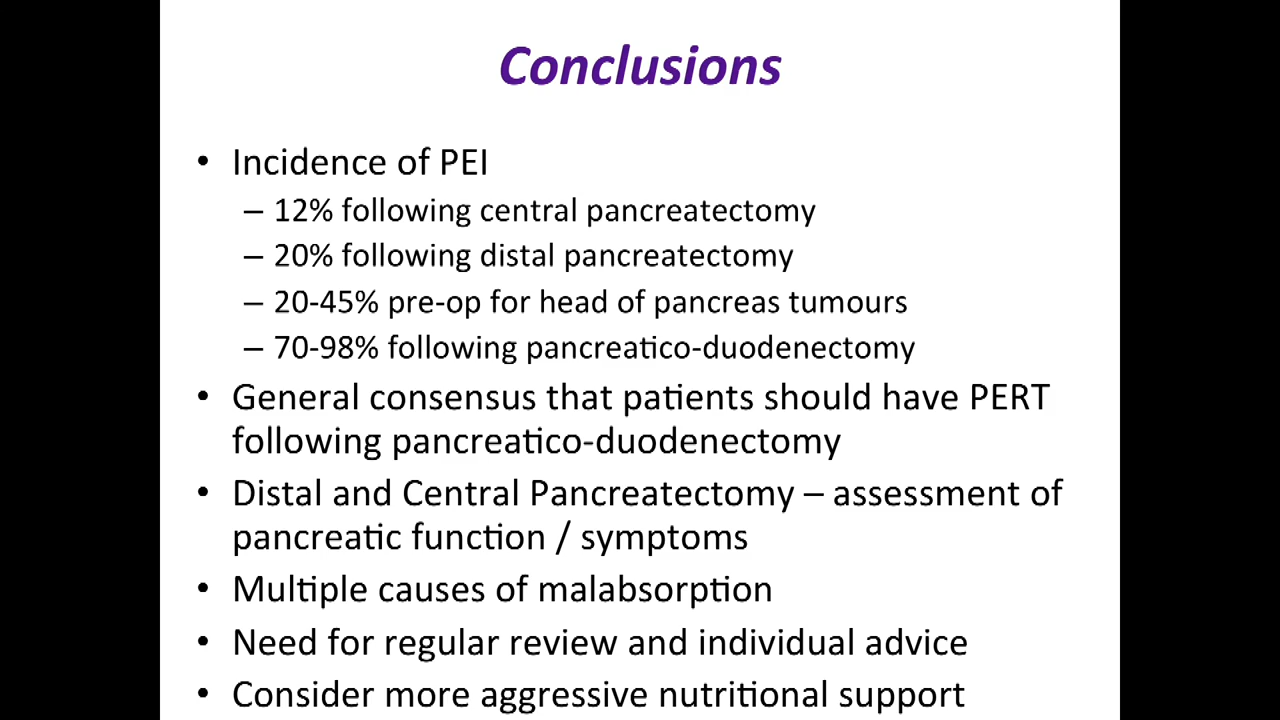 Conclusions
• Incidence of PEI
– 12% following central pancreatectomy
– 20% following distal pancreatectomy
– 20-45% pre-op for head of pancreas tumours
– 70-98% following pancreatico-duodenectomy
• General consensus that patients should have PERT
following pancreatico-duodenectomy
• Distal and Central Pancreatectomy – assessment of
pancreatic function / symptoms
• Multiple causes of malabsorption
• Need for regular review and individual advice
• Consider more aggressive nutritional support